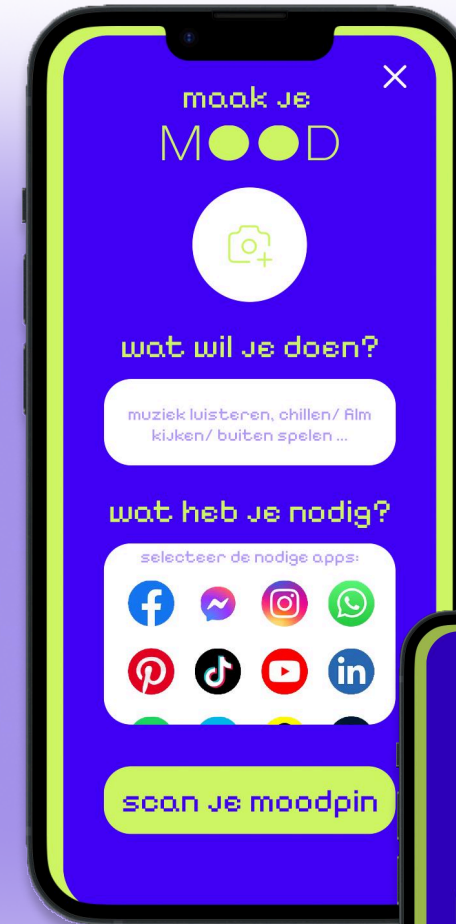 maak je
MOOD
wat wil je doen?
muziek luisteren, chillen/ film
kijken/ buiten spelen ...
wat heb je nodig?
selecteer de nodige apps:
in
scan je moodpin